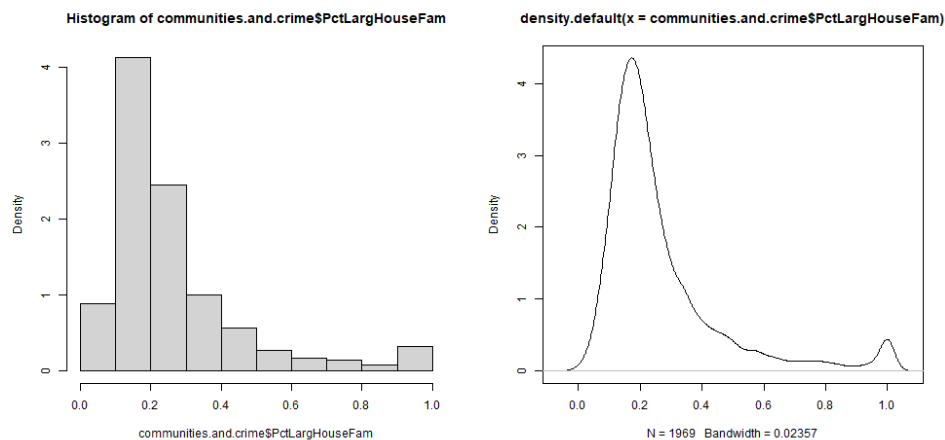 Histogram of communities.and.crime$PctLargHouseFam
Density
4
3
2
1
0
0.0 0.2 0.4 0.6 0.8 1.0
communities.and.crime$PctLargHouseFam
density.default(x = communities.and.crime$PctLargHouseFam)
Density
4
3
2
1
0
0.0 0.2 0.4 0.6 0.8 1.0
N = 1969 Bandwidth = 0.02357